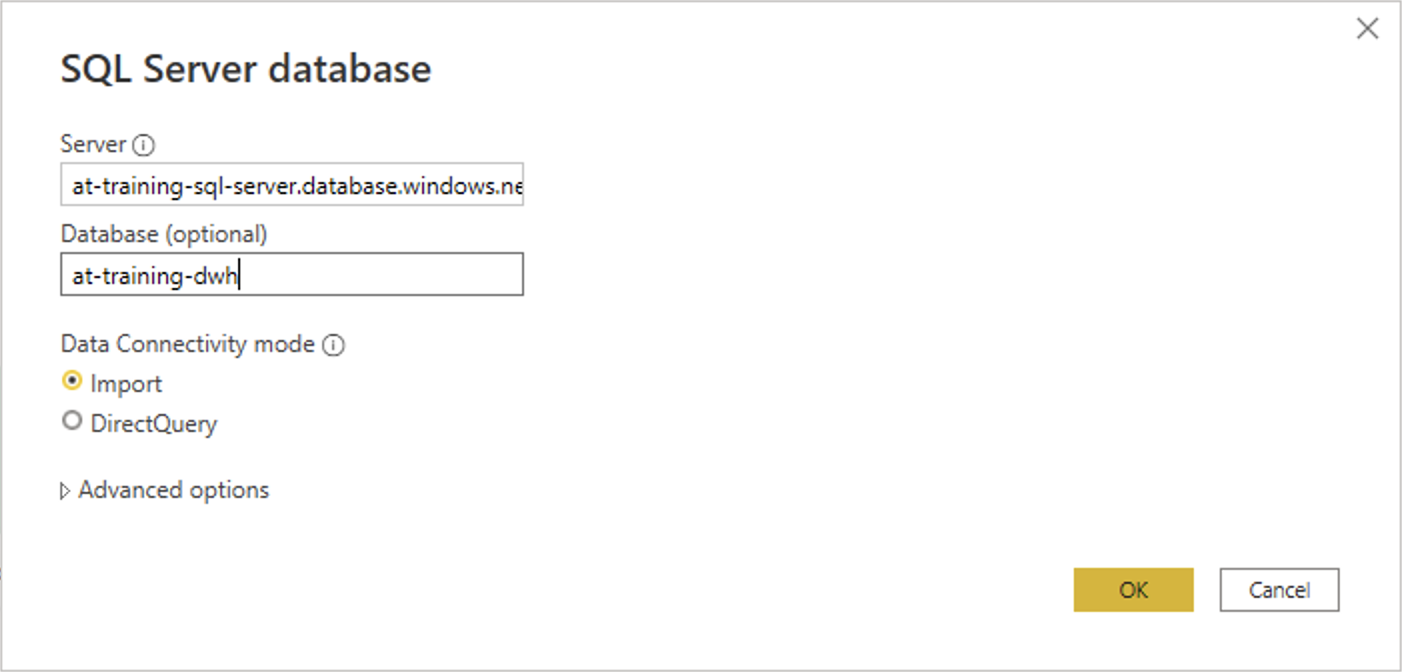 SQL Server database
Server
at-training-sql-server.database.windows.ne
Database (optional)
at-training-dwh
Data Connectivity mode
Import
DirectQuery
Advanced options
OK Cancel